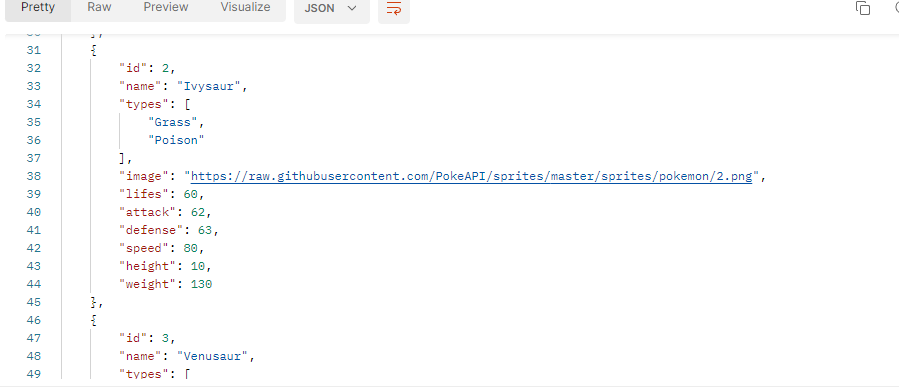 Pretty Raw Preview Visualize JSON
31 {
32 "id": 2,
33 "name": "Ivysaur",
34 "types": [
35 "Grass",
36 "Poison"
37 ],
38 "image": "https://raw.githubusercontent.com/PokeAPI/sprites/master/sprites/pokemon/2.png",
39 "lifes": 60,
40 "attack": 62,
41 "defense": 63,
42 "speed": 80,
43 "height": 10,
44 "weight": 130
45 },
46 {
47 "id": 3,
48 "name": "Venusaur",
49 "types": [